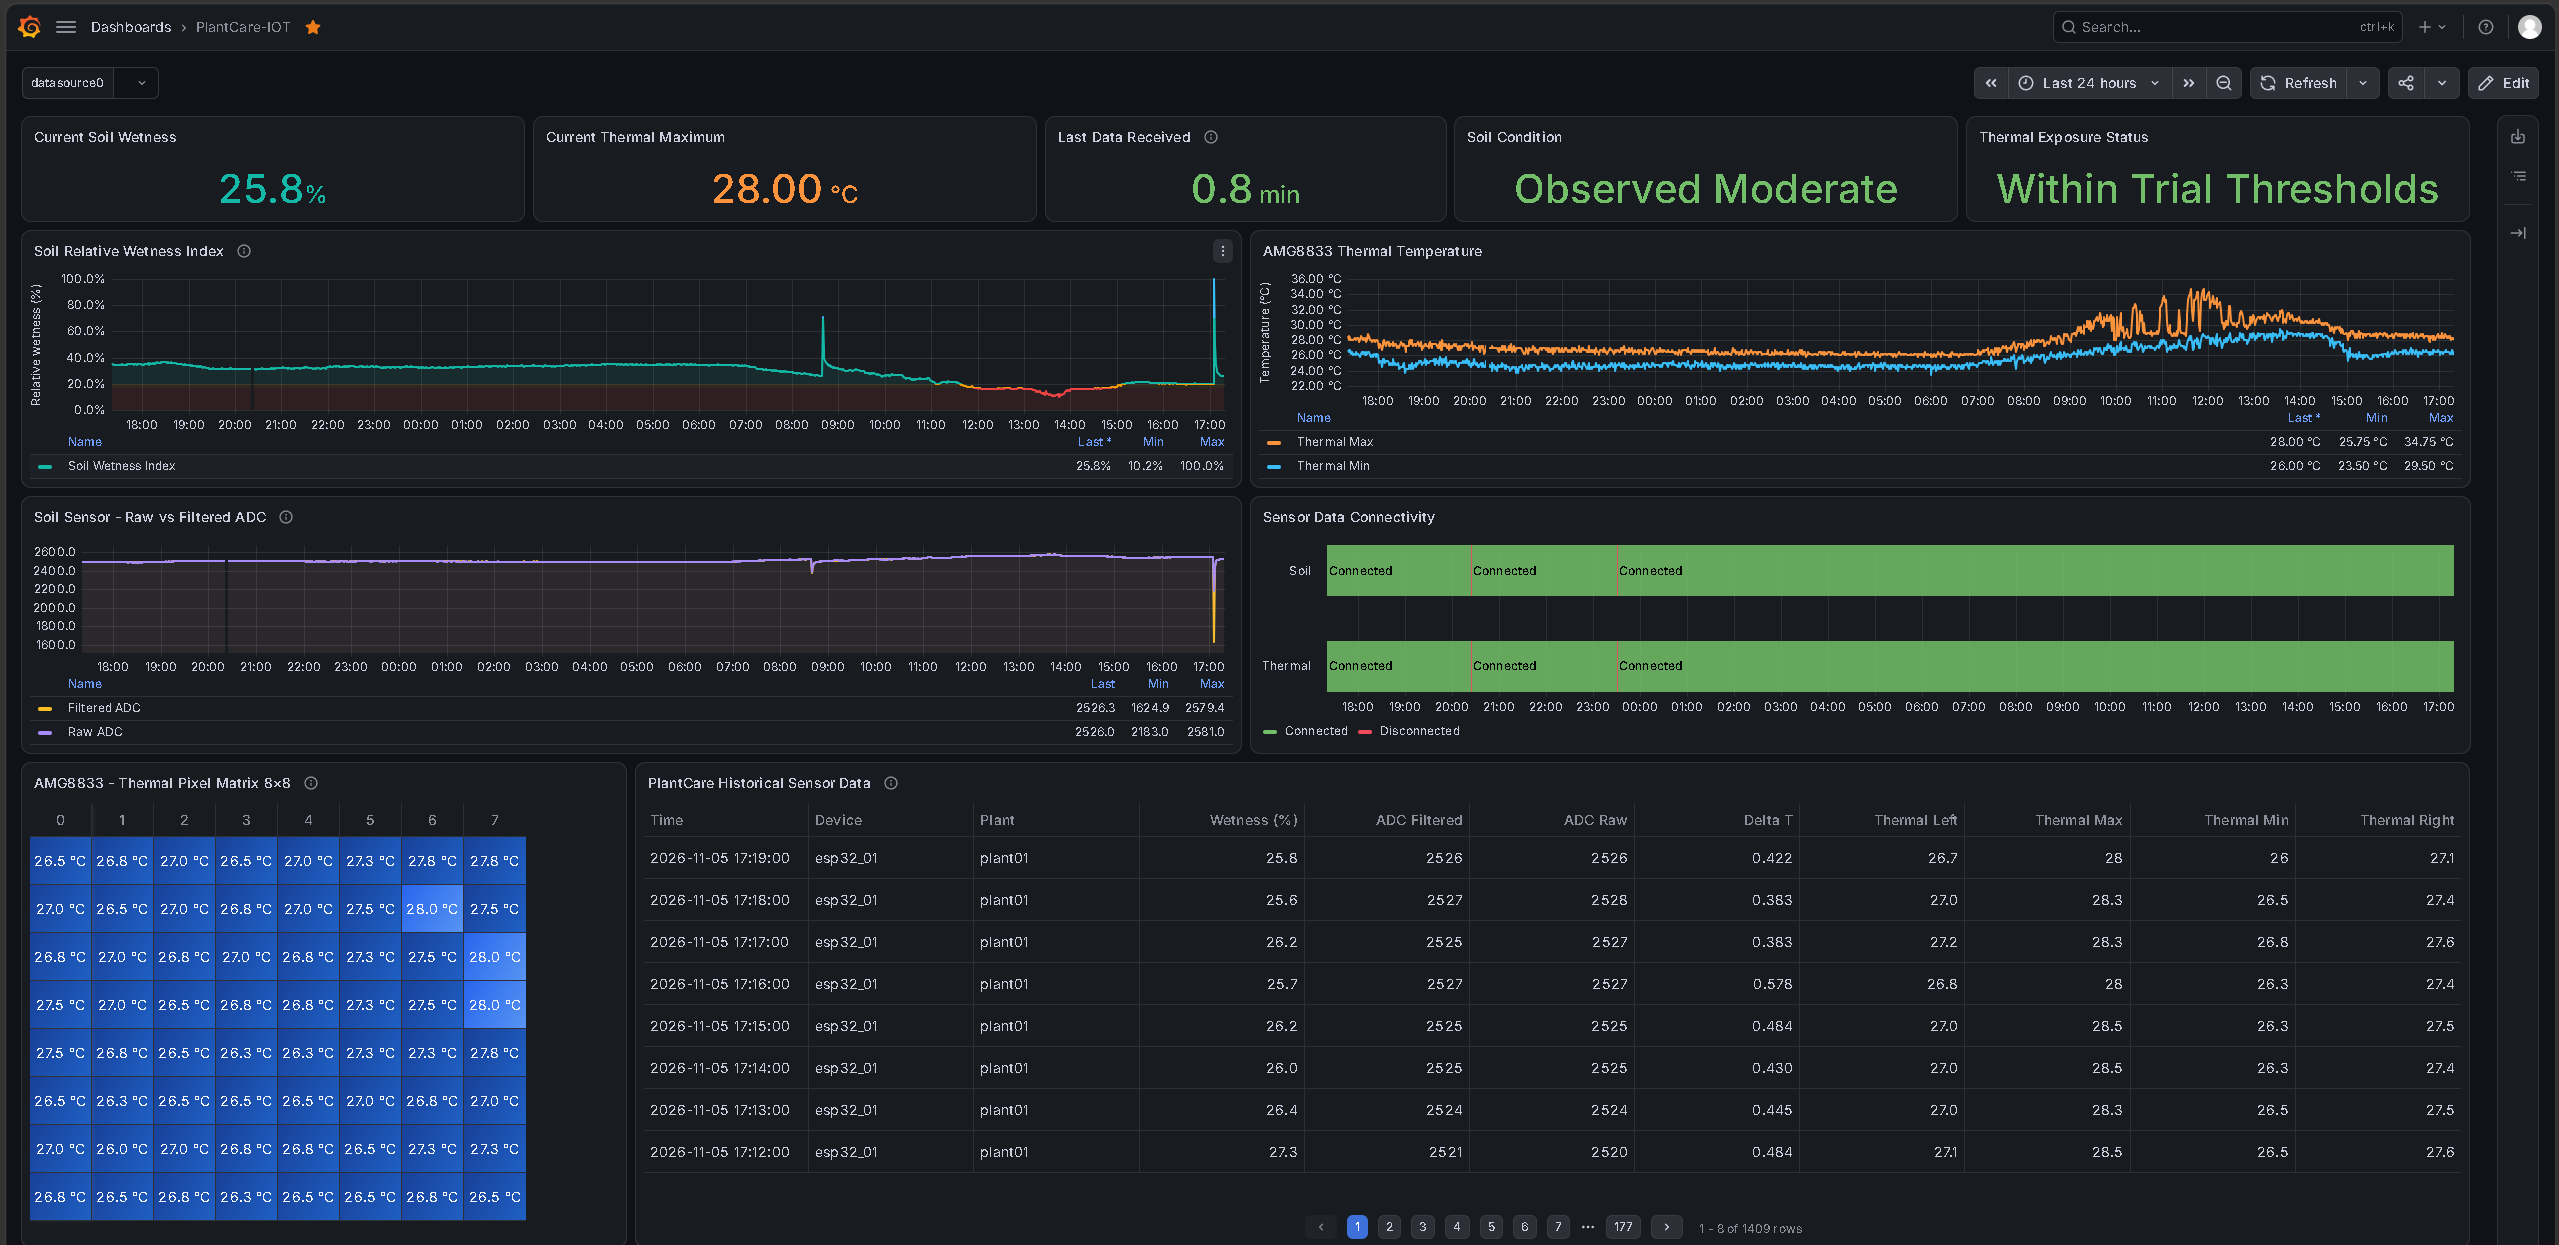 Dashboards › PlantCare-IOT Search... ctrl+k
datasource0 Last 24 hours Refresh Edit
Current Soil Wetness
25.8%
Current Thermal Maximum
28.00 °C
Last Data Received
0.8 min
Soil Condition
Observed Moderate
Thermal Exposure Status
Within Trial Thresholds
Soil Relative Wetness Index
Relative wetness (%)
100.0%
80.0%
60.0%
40.0%
20.0%
0.0%
18:00 19:00 20:00 21:00 22:00 23:00 00:00 01:00 02:00 03:00 04:00 05:00 06:00 07:00 08:00 09:00 10:00 11:00 12:00 13:00 14:00 15:00 16:00 17:00
Name Last * Min Max
Soil Wetness Index 25.8% 10.2% 100.0%
AMG8833 Thermal Temperature
Temperature (°C)
36.00 °C
34.00 °C
32.00 °C
30.00 °C
28.00 °C
26.00 °C
24.00 °C
22.00 °C
18:00 19:00 20:00 21:00 22:00 23:00 00:00 01:00 02:00 03:00 04:00 05:00 06:00 07:00 08:00 09:00 10:00 11:00 12:00 13:00 14:00 15:00 16:00 17:00
Name Last * Min Max
Thermal Max 28.00 °C 25.75 °C 34.75 °C
Thermal Min 26.00 °C 23.50 °C 29.50 °C
Soil Sensor - Raw vs Filtered ADC
2600.0
2400.0
2200.0
2000.0
1800.0
1600.0
18:00 19:00 20:00 21:00 22:00 23:00 00:00 01:00 02:00 03:00 04:00 05:00 06:00 07:00 08:00 09:00 10:00 11:00 12:00 13:00 14:00 15:00 16:00 17:00
Name Last Min Max
Filtered ADC 2526.3 1624.9 2579.4
Raw ADC 2526.0 2183.0 2581.0
Sensor Data Connectivity
Soil Connected Connected Connected
Thermal Connected Connected Connected
18:00 19:00 20:00 21:00 22:00 23:00 00:00 01:00 02:00 03:00 04:00 05:00 06:00 07:00 08:00 09:00 10:00 11:00 12:00 13:00 14:00 15:00 16:00 17:00
Connected Disconnected
AMG8833 - Thermal Pixel Matrix 8×8
0 1 2 3 4 5 6 7
26.5 °C 26.8 °C 27.0 °C 26.5 °C 27.0 °C 27.3 °C 27.8 °C 27.8 °C
27.0 °C 26.5 °C 27.0 °C 26.8 °C 27.0 °C 27.5 °C 28.0 °C 27.5 °C
26.8 °C 27.0 °C 26.8 °C 27.0 °C 26.8 °C 27.3 °C 27.5 °C 28.0 °C
27.5 °C 27.0 °C 26.5 °C 26.8 °C 26.8 °C 27.3 °C 27.5 °C 28.0 °C
27.5 °C 26.8 °C 26.5 °C 26.3 °C 26.3 °C 27.3 °C 27.3 °C 27.8 °C
26.5 °C 26.3 °C 26.5 °C 26.5 °C 26.5 °C 27.0 °C 26.8 °C 27.0 °C
27.0 °C 26.0 °C 27.0 °C 26.8 °C 26.8 °C 26.5 °C 27.3 °C 27.3 °C
26.8 °C 26.5 °C 26.8 °C 26.3 °C 26.5 °C 26.5 °C 26.8 °C 26.5 °C
PlantCare Historical Sensor Data
Time Device Plant Wetness (%) ADC Filtered ADC Raw Delta T Thermal Left Thermal Max Thermal Min Thermal Right
2026-11-05 17:19:00 esp32_01 plant01 25.8 2526 2526 0.422 26.7 28 26 27.1
2026-11-05 17:18:00 esp32_01 plant01 25.6 2527 2528 0.383 27.0 28.3 26.5 27.4
2026-11-05 17:17:00 esp32_01 plant01 26.2 2525 2527 0.383 27.2 28.3 26.8 27.6
2026-11-05 17:16:00 esp32_01 plant01 25.7 2527 2527 0.578 26.8 28 26.3 27.4
2026-11-05 17:15:00 esp32_01 plant01 26.2 2525 2525 0.484 27.0 28.5 26.3 27.5
2026-11-05 17:14:00 esp32_01 plant01 26.0 2525 2525 0.430 27.0 28.5 26.3 27.4
2026-11-05 17:13:00 esp32_01 plant01 26.4 2524 2524 0.445 27.0 28.3 26.5 27.5
2026-11-05 17:12:00 esp32_01 plant01 27.3 2521 2520 0.484 27.1 28.5 26.5 27.6
1 2 3 4 5 6 7 ... 177 1 - 8 of 1409 rows